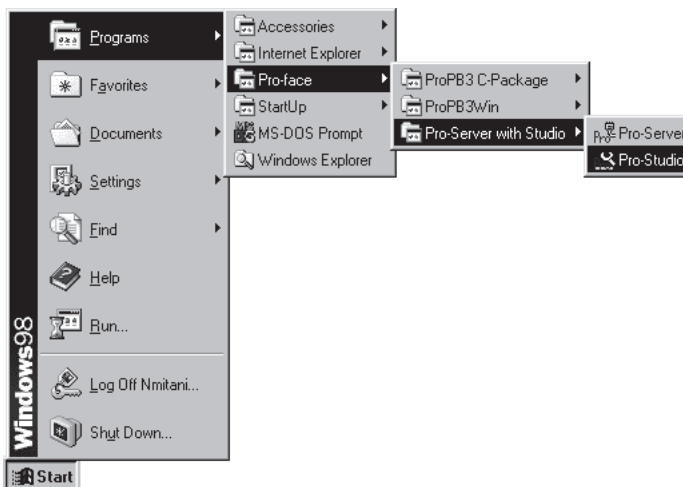 Programs
Favorites
Documents
Settings
Find
Help
Run...
Log Off Nmitani...
Shut Down...
Windows98
Start
Accessories
Internet Explorer
Pro-face
StartUp
MS-DOS Prompt
Windows Explorer
ProPB3 C-Package
ProPB3Win
Pro-Server with Studio
Pro-Server
Pro-Studio